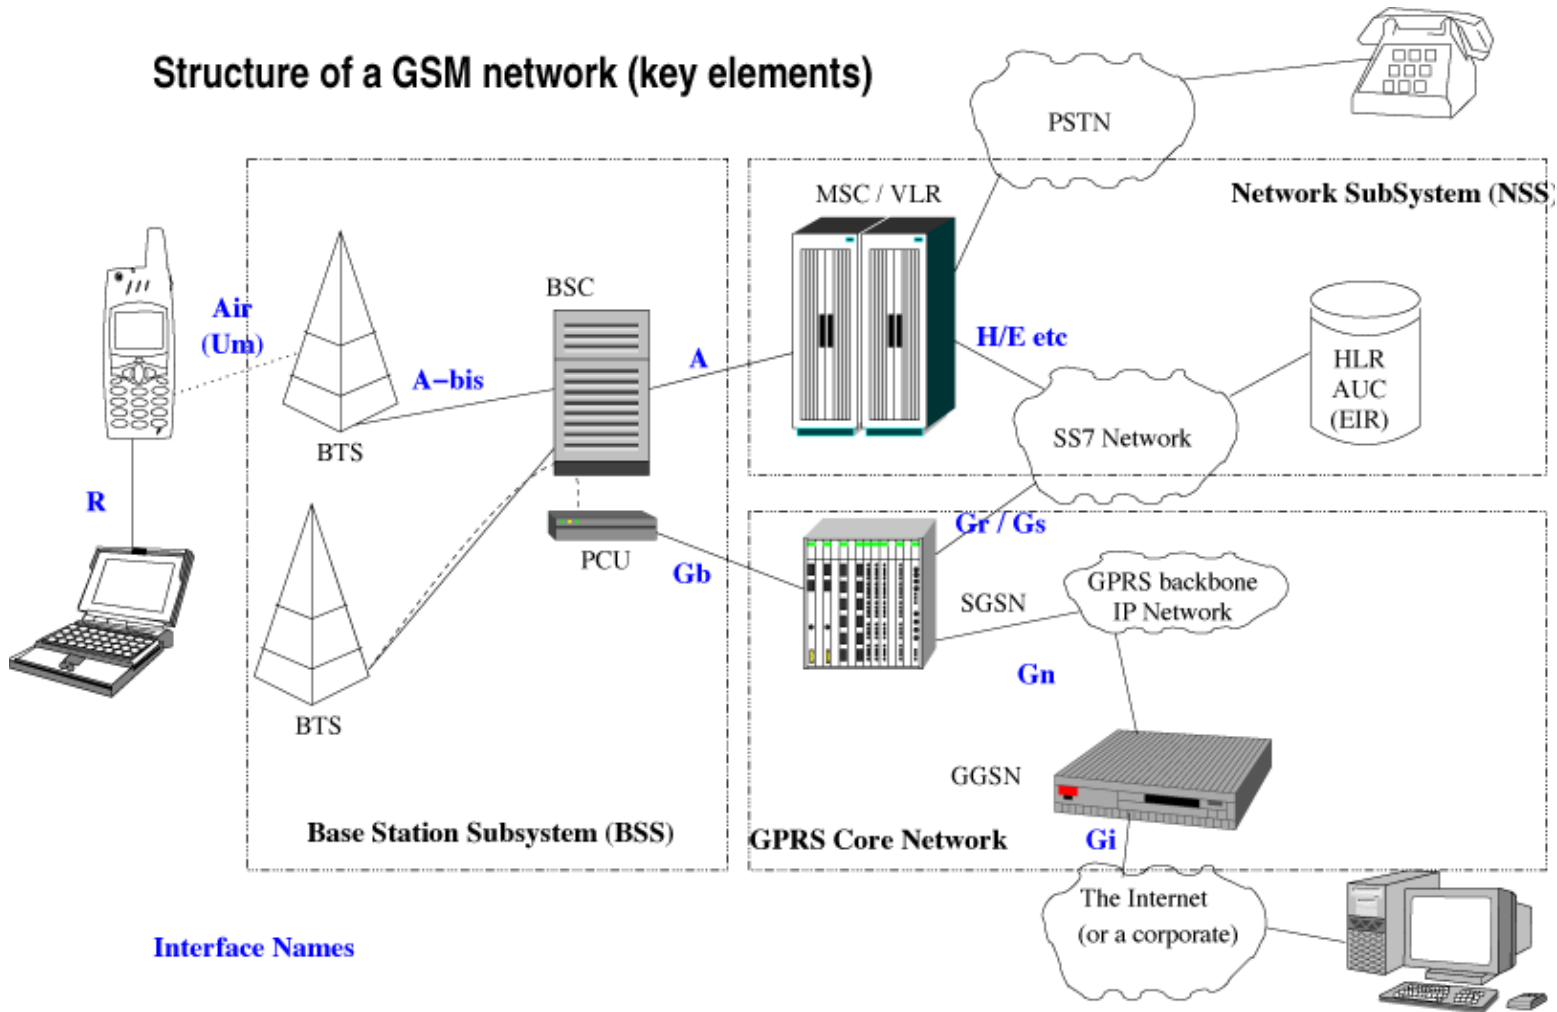 Structure of a GSM network (key elements)
PSTN
MSC / VLR
Network SubSystem (NSS)
Air
(Um)
BSC
A-bis
A
H/E etc
HLR
AUC
(EIR)
BTS
SS7 Network
R
PCU
Gb
Gr / Gs
SGSN
GPRS backbone
IP Network
Gn
BTS
GGSN
Base Station Subsystem (BSS)
GPRS Core Network
Gi
The Internet
(or a corporate)
Interface Names